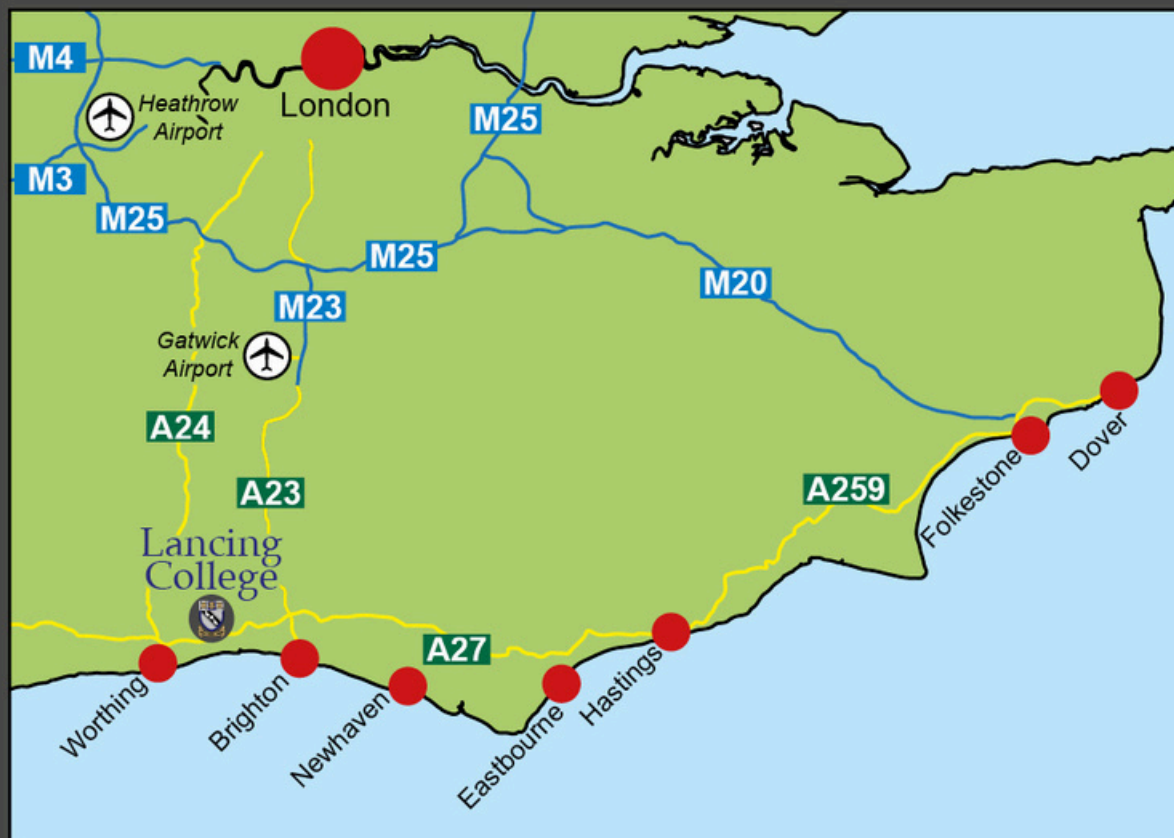 M4
London
Heathrow
Airport
M25
M3
M25
M25
M20
M23
Gatwick
Airport
A24
A23
A259
Lancing
College
A27
Worthing
Brighton
Newhaven
Eastbourne
Hastings
Folkestone
Dover